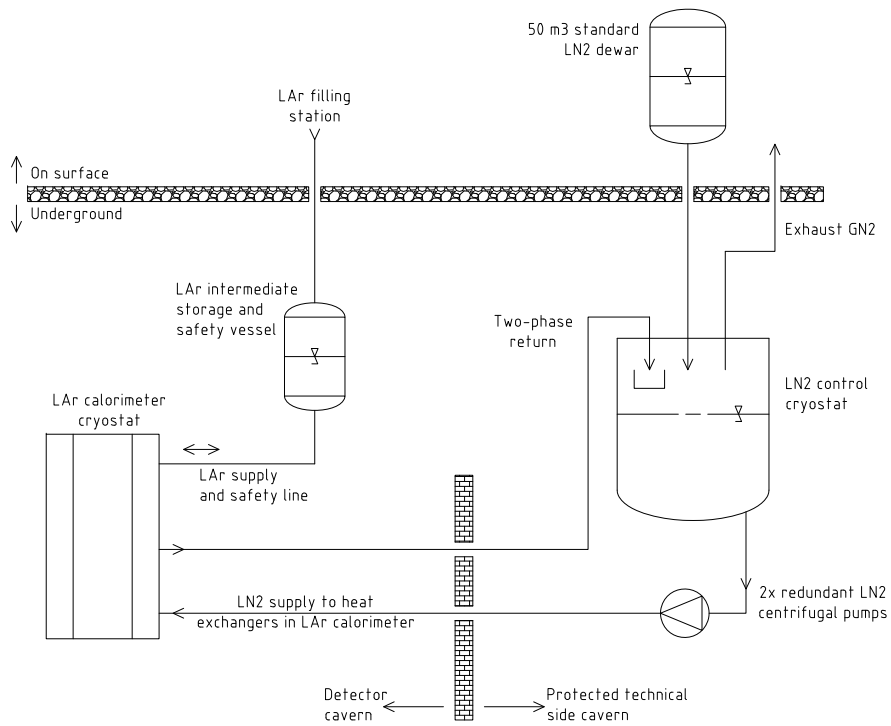 50 m3 standard
LN2 dewar
LAr filling
station
On surface
Underground
Exhaust GN2
LAr intermediate
storage and
safety vessel
Two-phase
return
LN2 control
cryostat
LAr calorimeter
cryostat
LAr supply
and safety line
LN2 supply to heat
exchangers in LAr calorimeter
2x redundant LN2
centrifugal pumps
Detector
cavern
Protected technical
side cavern